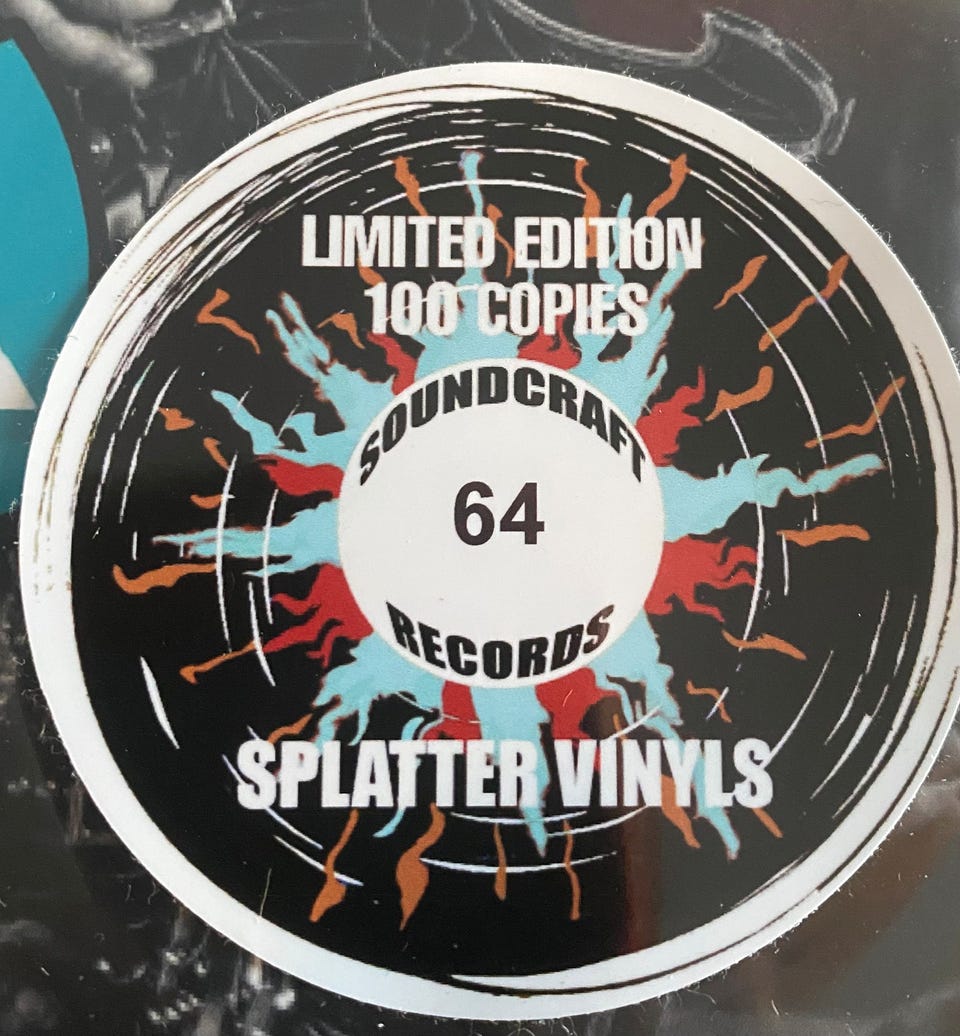 LIMITED EDITION
100 COPIES
SOUNDCRAFT
64
RECORDS
SPLATTER VINYLS